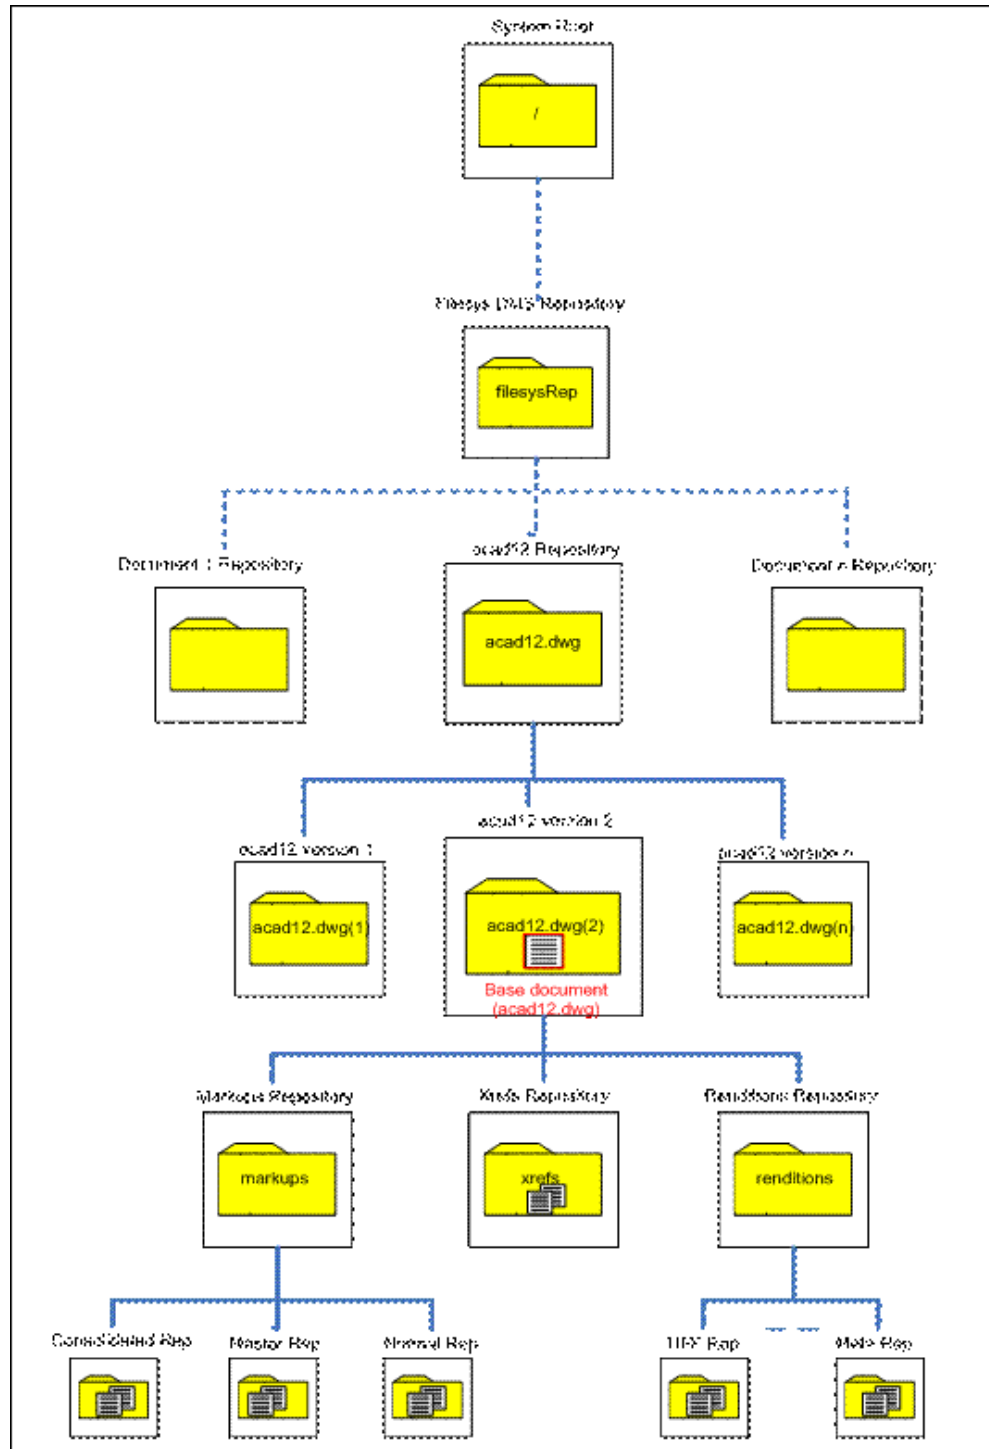 System Root
/
Filesys DMS Repository
filesysRep
Document 1 Repository
acad12 Repository
Document n Repository
acad12.dwg
acad12 version 1
acad12 version 2
acad12 version n
acad12.dwg(1)
acad12.dwg(2)
acad12.dwg(n)
Base document
(acad12.dwg)
Markups Repository
Xrefs Repository
Renditions Repository
markups
xrefs
renditions
Consolidated Rep
Master Rep
Normal Rep
Rep
Rep